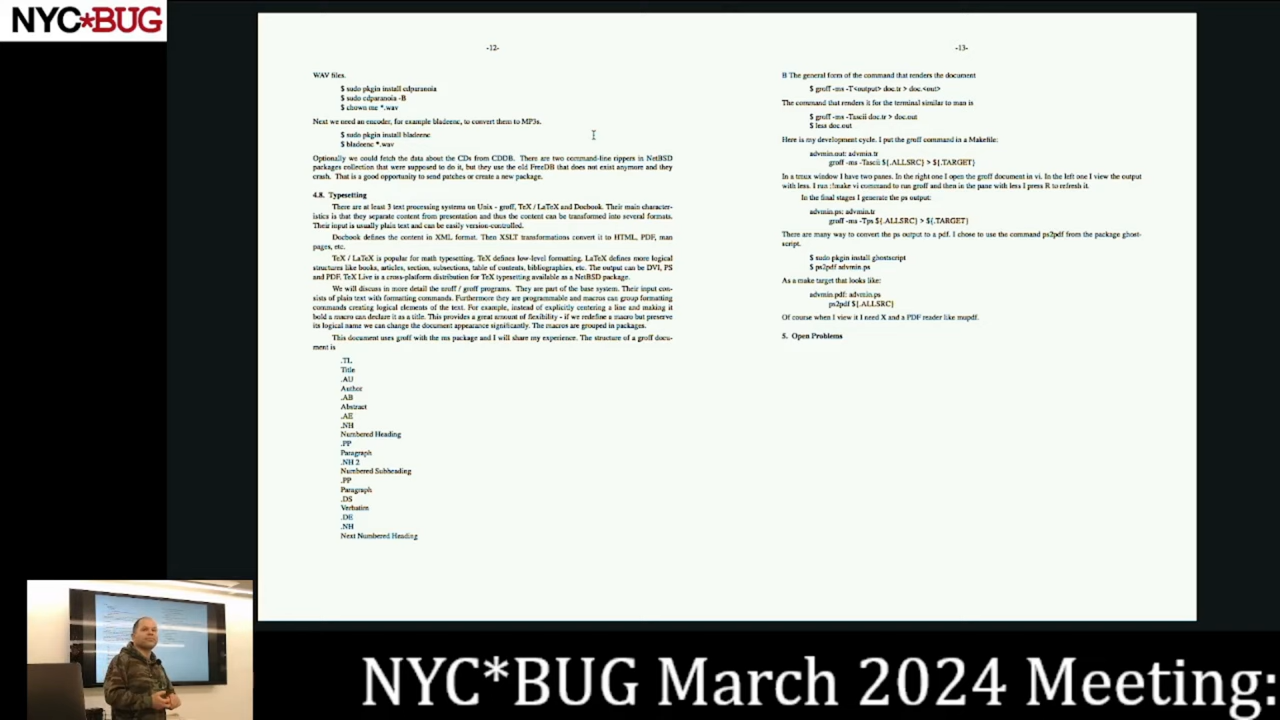 NYC*BUG
-12-
WAV files.
$ sudo pkgin install cdparanoia
$ sudo cdparanoia -B
$ chown me *.wav
Next we need an encoder, for example bladeenc, to convert them to MP3s.
$ sudo pkgin install bladeenc
$ bladeenc *.wav
Optionally we could fetch the data about the CDs from CDDB. There are two command-line rippers in NetBSD
packages collection that were supposed to do it, but they use the old FreeDB that does not exist anymore and they
crash. That is a good opportunity to send patches or create a new package.
4.8. Typesetting
There are at least 3 text processing systems on Unix - groff, TeX / LaTeX and Docbook. Their main character-
istics is that they separate content from presentation and thus the content can be transformed into several formats.
Their input is usually plain text and can be easily version-controlled.
Docbook defines the content in XML format. Then XSLT transformations convert it to HTML, PDF, man
pages, etc.
TeX / LaTeX is popular for math typesetting. TeX defines low-level formatting. LaTeX defines more logical
structures like books, articles, section, subsections, table of contents, bibliographies, etc. The output can be DVI, PS
and PDF. TeX Live is a cross-platform distribution for TeX typesetting available as a NetBSD package.
We will discuss in more detail the nroff / groff programs. They are part of the base system. Their input con-
sists of plain text with formatting commands. Furthermore they are programmable and macros can group formatting
commands creating logical elements of the text. For example, instead of explicitly centering a line and making it
bold a macro can declare it as a title. This provides a great amount of flexibility - if we redefine a macro but preserve
its logical name we can change the document appearance significantly. The macros are grouped in packages.
This document uses groff with the ms package and I will share my experience. The structure of a groff docu-
ment is
.TL
Title
.AU
Author
.AB
Abstract
.AE
.NH
Numbered Heading
.PP
Paragraph
.NH 2
Numbered Subheading
.PP
Paragraph
.DS
Verbatim
.DE
.NH
Next Numbered Heading
-13-
B The general form of the command that renders the document
$ groff -ms -T<output> doc.tr > doc.<out>
The command that renders it for the terminal similar to man is
$ groff -ms -Tascii doc.tr > doc.out
$ less doc.out
Here is my development cycle. I put the groff command in a Makefile:
advmin.out: advmin.tr
groff -ms -Tascii ${.ALLSRC} > ${.TARGET}
In a tmux window I have two panes. In the right one I open the groff document in vi. In the left one I view the output
with less. I run :!make vi command to run groff and then in the pane with less I press R to refresh it.
In the final stages I generate the ps output:
advmin.ps: advmin.tr
groff -ms -Tps ${.ALLSRC} > ${.TARGET}
There are many way to convert the ps output to a pdf. I chose to use the command ps2pdf from the package ghost-
script.
$ sudo pkgin install ghostscript
$ ps2pdf advmin.ps
As a make target that looks like:
advmin.pdf: advmin.ps
ps2pdf ${.ALLSRC}
Of course when I view it I need X and a PDF reader like mupdf.
5. Open Problems
NYC*BUG March 2024 Meeting: